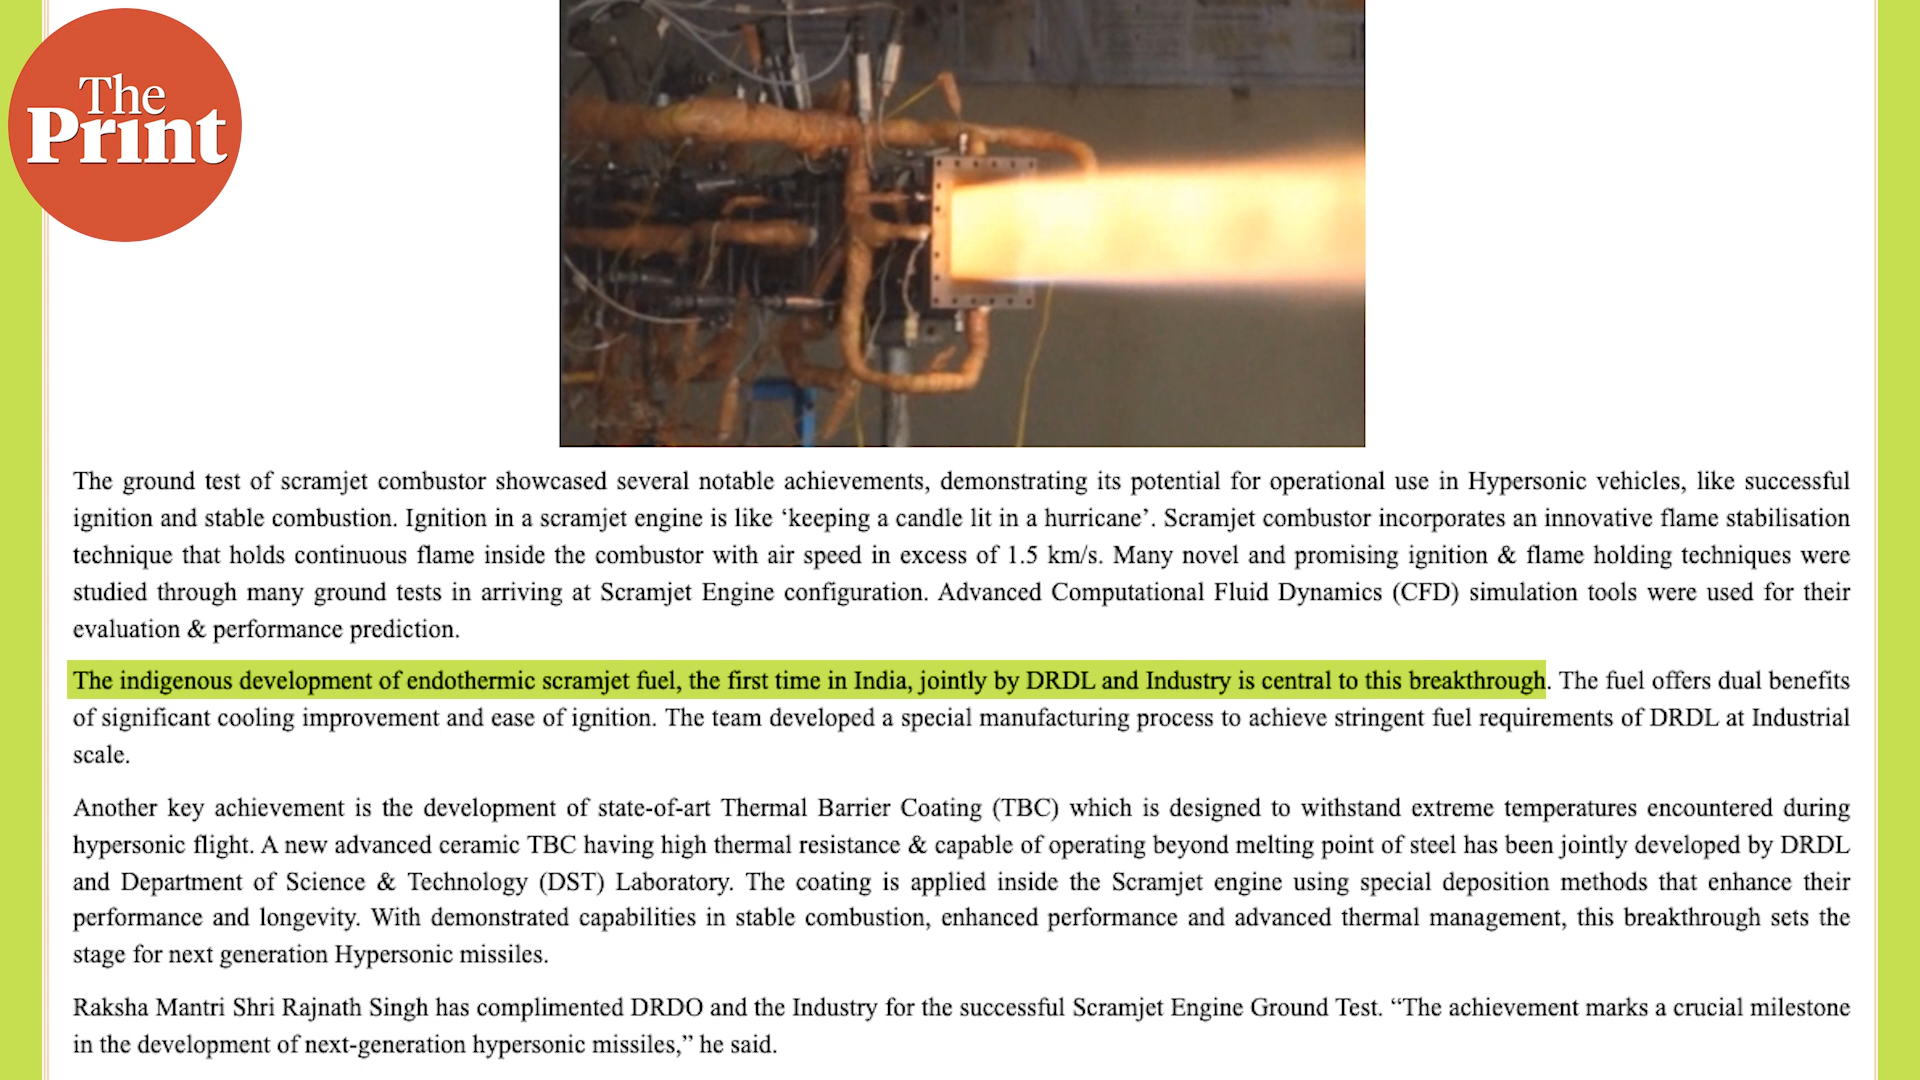 The
Print
The ground test of scramjet combustor showcased several notable achievements, demonstrating its potential for operational use in Hypersonic vehicles, like successful
ignition and stable combustion. Ignition in a scramjet engine is like ‘keeping a candle lit in a hurricane’. Scramjet combustor incorporates an innovative flame stabilisation
technique that holds continuous flame inside the combustor with air speed in excess of 1.5 km/s. Many novel and promising ignition & flame holding techniques were
studied through many ground tests in arriving at Scramjet Engine configuration. Advanced Computational Fluid Dynamics (CFD) simulation tools were used for their
evaluation & performance prediction.
The indigenous development of endothermic scramjet fuel, the first time in India, jointly by DRDL and Industry is central to this breakthrough. The fuel offers dual benefits
of significant cooling improvement and ease of ignition. The team developed a special manufacturing process to achieve stringent fuel requirements of DRDL at Industrial
scale.
Another key achievement is the development of state-of-art Thermal Barrier Coating (TBC) which is designed to withstand extreme temperatures encountered during
hypersonic flight. A new advanced ceramic TBC having high thermal resistance & capable of operating beyond melting point of steel has been jointly developed by DRDL
and Department of Science & Technology (DST) Laboratory. The coating is applied inside the Scramjet engine using special deposition methods that enhance their
performance and longevity. With demonstrated capabilities in stable combustion, enhanced performance and advanced thermal management, this breakthrough sets the
stage for next generation Hypersonic missiles.
Raksha Mantri Shri Rajnath Singh has complimented DRDO and the Industry for the successful Scramjet Engine Ground Test. “The achievement marks a crucial milestone
in the development of next-generation hypersonic missiles,” he said.